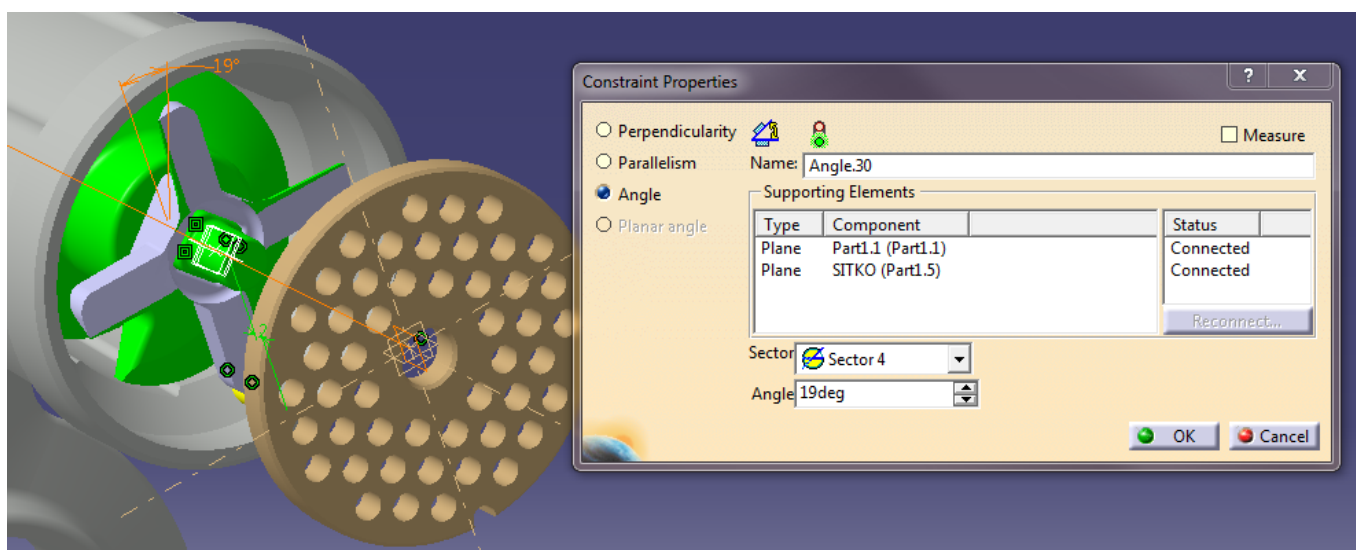 19°
Constraint Properties
? X
Perpendicularity
Measure
Parallelism
Name: Angle.30
Angle
Supporting Elements
Planar angle
Type Component
Status
Plane Part1.1 (Part1.1)
Connected
Plane SITKO (Part1.5)
Connected
Reconnect...
Sector Sector 4
Angle 19deg
OK Cancel